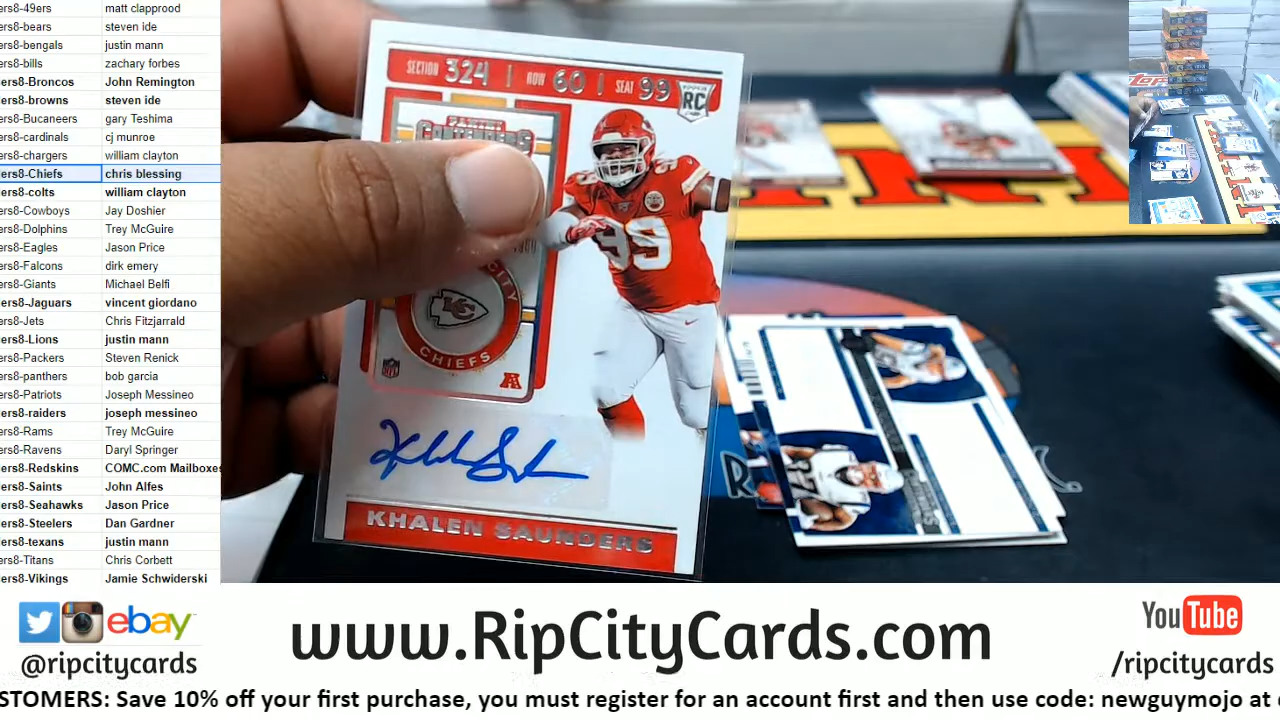 ers8-49ers matt clapprood
ers8-bears steven ide
ers8-bengals justin mann
ers8-bills zachary forbes
ers8-Broncos John Remington
ers8-browns steven ide
ers8-Bucaneers gary Teshima
ers8-cardinals cj munroe
ers8-chargers william clayton
ers8-Chiefs chris blessing
ers8-colts william clayton
ers8-Cowboys Jay Doshier
ers8-Dolphins Trey McGuire
ers8-Eagles Jason Price
ers8-Falcons dirk emery
ers8-Giants Michael Belfi
ers8-Jaguars vincent giordano
ers8-Jets Chris Fitzjarrald
ers8-Lions justin mann
ers8-Packers Steven Renick
ers8-panthers bob garcia
ers8-Patriots Joseph Messineo
ers8-raiders joseph messineo
ers8-Rams Trey McGuire
ers8-Ravens Daryl Springer
ers8-Redskins COMC.com Mailboxes
ers8-Saints John Alfes
ers8-Seahawks Jason Price
ers8-Steelers Dan Gardner
ers8-texans justin mann
ers8-Titans Chris Corbett
ers8-Vikings Jamie Schwiderski
SECTION 324 | ROW 60 | SEAT 99
RC
PANINI
CONTENDERS
99
KC
CHIEFS
NFL
A
KHALEN SAUNDERS
87
Topps
ebay
@ripcitycards
www.RipCityCards.com
YouTube
/ripcitycards
STOMERS: Save 10% off your first purchase, you must register for an account first and then use code: newguymojo at